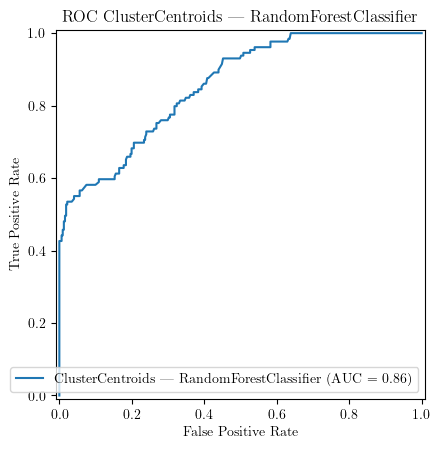 ROC ClusterCentroids — RandomForestClassifier
1.0
0.8
0.6
0.4
0.2
0.0
True Positive Rate
ClusterCentroids — RandomForestClassifier (AUC = 0.86)
0.0 0.2 0.4 0.6 0.8 1.0
False Positive Rate